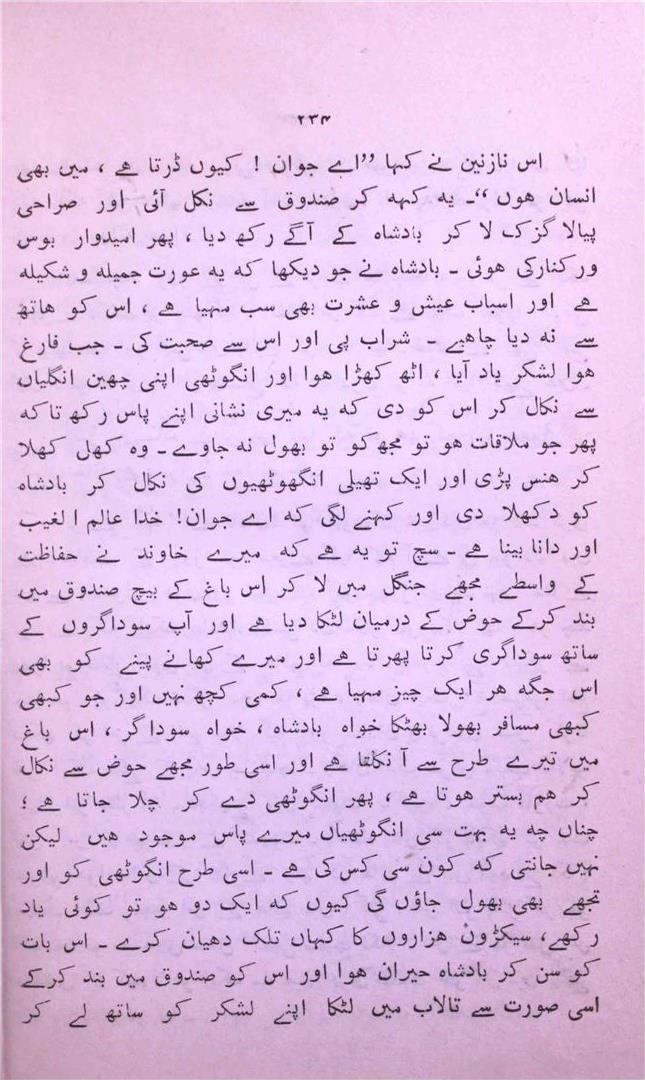 ۲۳۴
اس نازنین نے کہا ”اے جوان ! کیوں ڈرتا ہے ، میں بھی
انسان ہوں“۔ یہ کہہ کر صندوق سے نکل آئی اور صراحی
پیالا گزک لا کر بادشاہ کے آگے رکھ دیا ، پھر امیدوار بوس
و رکنارکی ہوئی ۔ بادشاہ نے جو دیکھا کہ یہ عورت جمیلہ و شکیلہ
ہے اور اسباب عیش و عشرت بھی سب مہیا ہے ، اس کو ہاتھ
سے نہ دیا چاہیے ۔ شراب پی اور اس سے صحبت کی ۔ جب فارغ
ہوا لشکر یاد آیا ، اٹھ کھڑا ہوا اور انگوٹھی اپنی چھین انگلیاں
سے نکال کر اس کو دی کہ یہ میری نشانی اپنے پاس رکھ تاکہ
پھر جو ملاقات ہو تو مجھ کو تو بھول نہ جاوے ۔ وہ کھل کھلا
کر ہنس پڑی اور ایک تھیلی انگھوٹھیوں کی نکال کر بادشاہ
کو دکھلا دی اور کہنے لگی کہ اے جوان! خدا عالم الغیب
اور دانا بینا ہے ۔ سچ تو یہ ہے کہ میرے خاوند نے حفاظت
کے واسطے مجھے جنگل میں لا کر اس باغ کے بیچ صندوق میں
بند کرکے حوض کے درمیان لٹکا دیا ہے اور آپ سوداگروں کے
ساتھ سوداگری کرتا پھرتا ہے اور میرے کھانے پینے کو بھی
اس جگہ ہر ایک چیز مہیا ہے ، کمی کچھ نہیں اور جو کبھی
کبھی مسافر بھولا بھٹکا خواہ بادشاہ ، خواہ سوداگر ، اس باغ
میں تیرے طرح سے آ نکلتا ہے اور اسی طور مجھے حوض سے نکال
کر ہم بستر ہوتا ہے ، پھر انگوٹھی دے کر چلا جاتا ہے ؛
چناں چہ یہ بہت سی انگوٹھیاں میرے پاس موجود ہیں لیکن
نہیں جانتی کہ کون سی کس کی ہے ۔ اسی طرح انگوٹھی کو اور
تجھے بھی بھول جاؤں گی کیوں کہ ایک دو ہو تو کوئی یاد
رکھے، سیکڑوں ہزاروں کا کہاں تلک دھیان کرے ۔ اس بات
کو سن کر بادشاہ حیران ہوا اور اس کو صندوق میں بند کرکے
اسی صورت سے تالاب میں لٹکا اپنے لشکر کو ساتھ لے کر